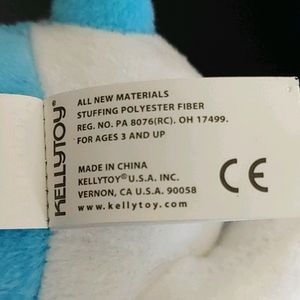 KELLYTOY
ALL NEW MATERIALS
STUFFING POLYESTER FIBER
REG. NO. PA 8076(RC). OH 17499.
FOR AGES 3 AND UP
MADE IN CHINA
KELLYTOY® U.S.A. INC.
VERNON, CA U.S.A. 90058
www.kellytoy.com
CE